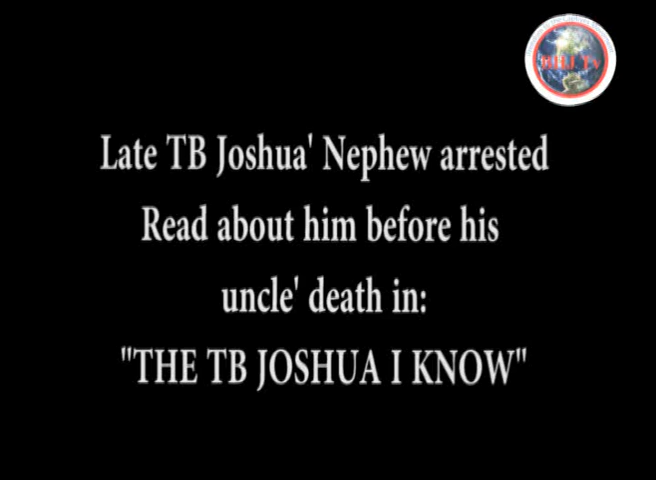 Late TB Joshua' Nephew arrested
Read about him before his
uncle' death in:
"THE TB JOSHUA I KNOW"